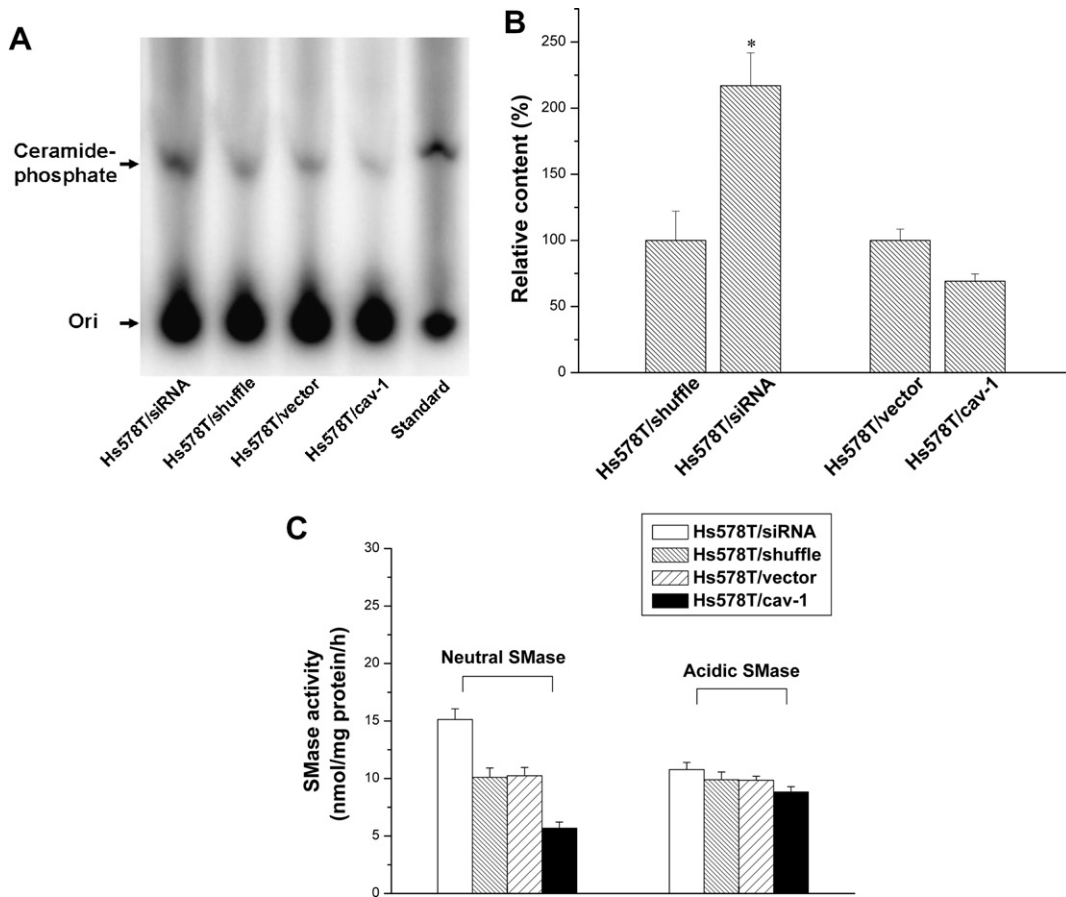 A
Ceramide-
phosphate
Ori
Hs578T/siRNA
Hs578T/shuffle
Hs578T/vector
Hs578T/cav-1
Standard
B
Relative content (%)
250
200
150
100
50
0
*
Hs578T/shuffle
Hs578T/siRNA
Hs578T/vector
Hs578T/cav-1
C
Hs578T/siRNA
Hs578T/shuffle
Hs578T/vector
Hs578T/cav-1
SMase activity
(nmol/mg protein/h)
30
25
20
15
10
5
0
Neutral SMase
Acidic SMase